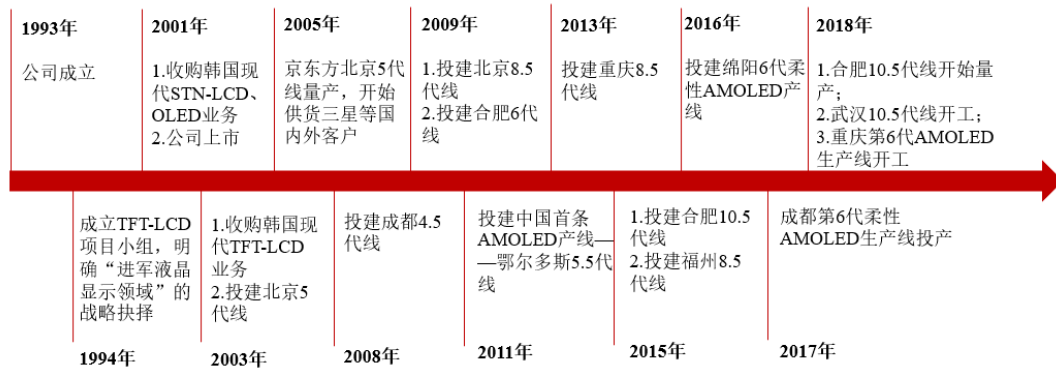 1993年
公司成立
2001年
1.收购韩国现
代STN-LCD、
OLED业务
2.公司上市
2005年
京东方北京5代
线量产，开始
供货三星等国
内外客户
2009年
1.投建北京8.5
代线
2.投建合肥6代
线
2013年
投建重庆8.5
代线
2016年
投建绵阳6代柔
性AMOLED产
线
2018年
1.合肥10.5代线开始量
产；
2.武汉10.5代线开工；
3.重庆第6代AMOLED
生产线开工
成立TFT-LCD
项目小组，明
确“进军液晶
显示领域”的
战略抉择
1994年
1.收购韩国现
代TFT-LCD
业务
2.投建北京5
代线
2003年
投建成都4.5
代线
2008年
投建中国首条
AMOLED产线—
—鄂尔多斯5.5代
线
2011年
1.投建合肥10.5
代线
2.投建福州8.5
代线
2015年
成都第6代柔性
AMOLED生产线投产
2017年